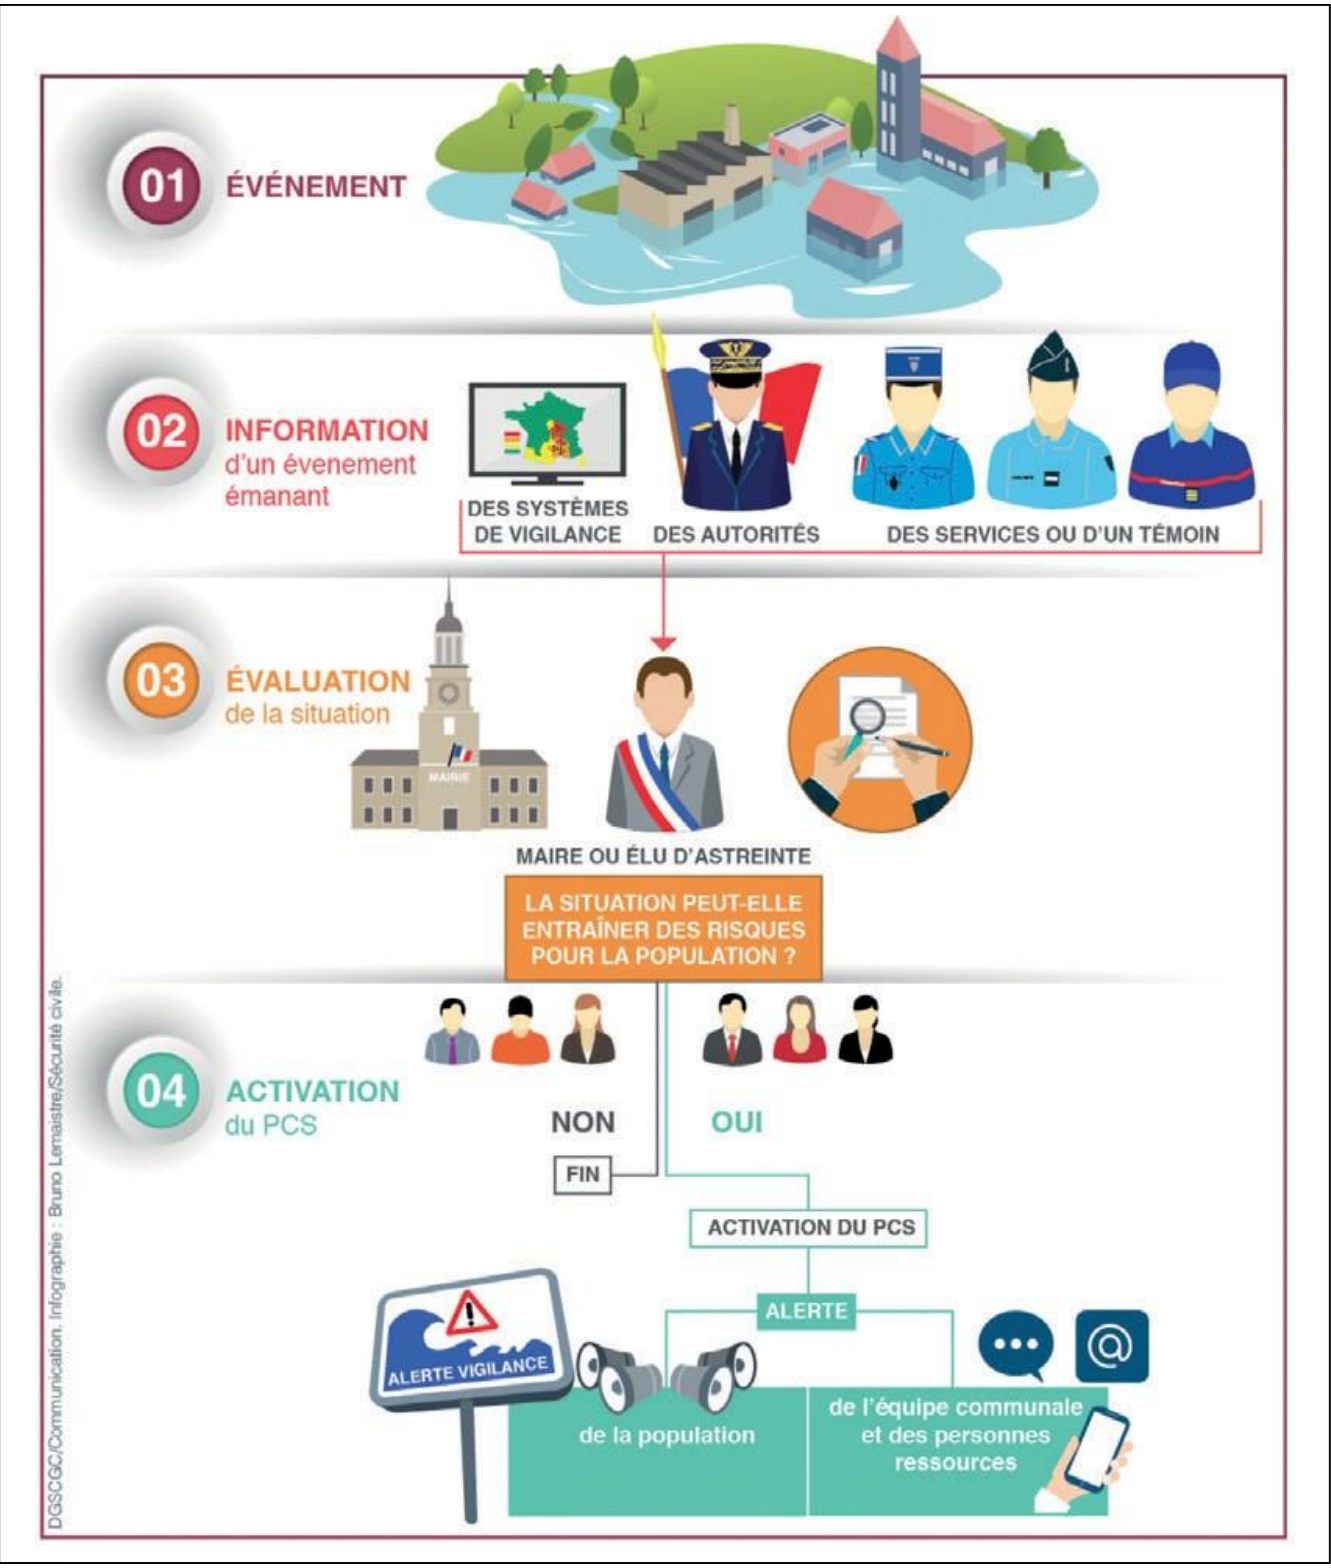 01
ÉVÉNEMENT
02
INFORMATION
d'un évenement
émanant
DES SYSTÈMES
DE VIGILANCE
DES AUTORITÉS
DES SERVICES OU D'UN TÉMOIN
03
ÉVALUATION
de la situation
MAIRIE
MAIRE OU ÉLU D'ASTREINTE
LA SITUATION PEUT-ELLE
ENTRAÎNER DES RISQUES
POUR LA POPULATION ?
04
ACTIVATION
du PCS
NON
OUI
FIN
ACTIVATION DU PCS
ALERTE
ALERTE VIGILANCE
@
de la population
de l'équipe communale
et des personnes
ressources
DGSCGC/Communication. Infographie : Bruno Lemaistre/Sécurité civile.